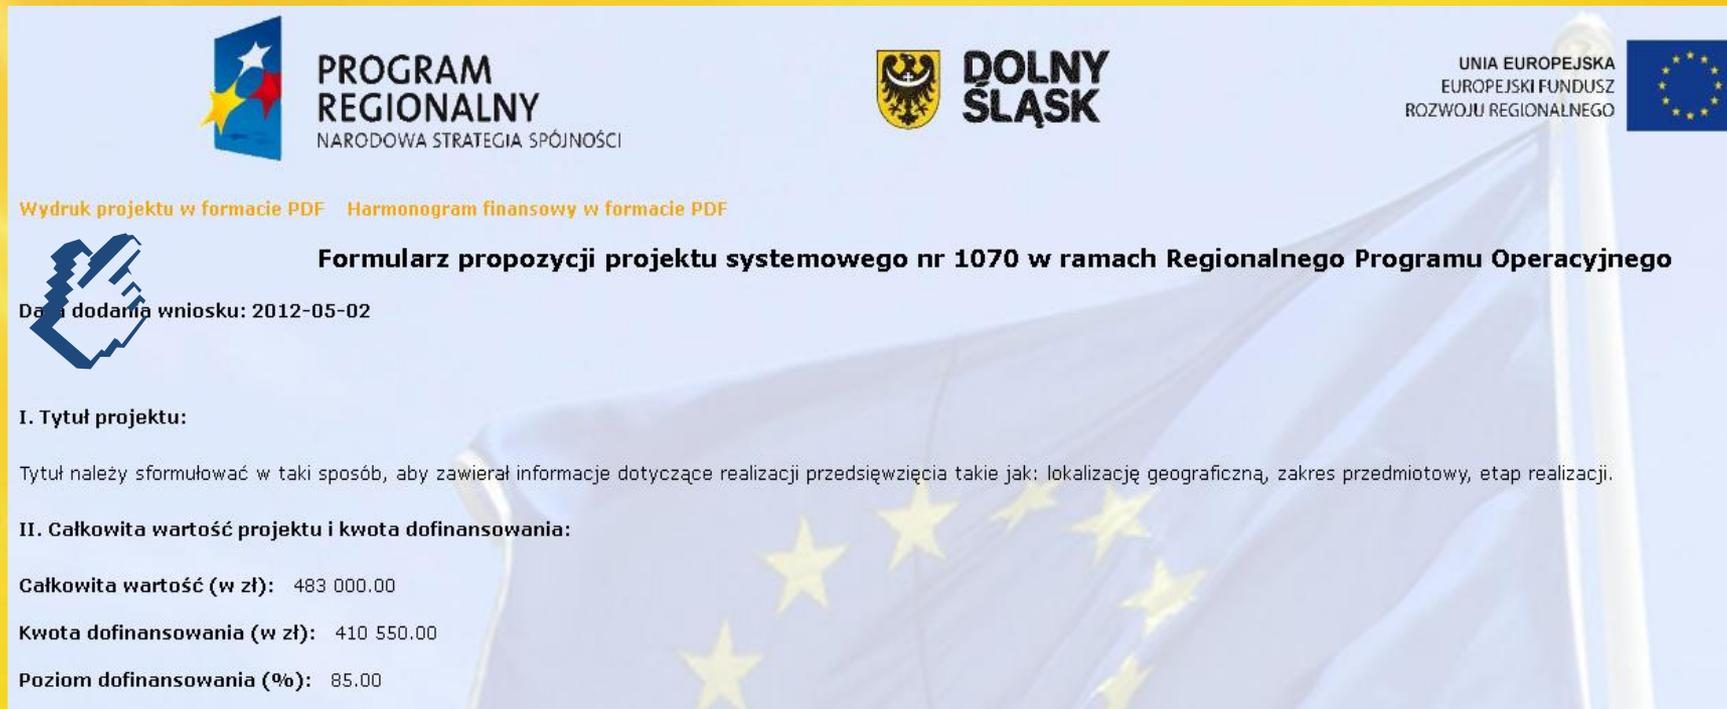 PROGRAM
REGIONALNY
NARODOWA STRATEGIA SPÓJNOŚCI
DOLNY
ŚLĄSK
UNIA EUROPEJSKA
EUROPEJSKI FUNDUSZ
ROZWOJU REGIONALNEGO
Wydruk projektu w formacie PDF Harmonogram finansowy w formacie PDF
Formularz propozycji projektu systemowego nr 1070 w ramach Regionalnego Programu Operacyjnego
Data dodania wniosku: 2012-05-02
I. Tytuł projektu:
Tytuł należy sformułować w taki sposób, aby zawierał informacje dotyczące realizacji przedsięwzięcia takie jak: lokalizację geograficzną, zakres przedmiotowy, etap realizacji.
II. Całkowita wartość projektu i kwota dofinansowania:
Całkowita wartość (w zł): 483 000.00
Kwota dofinansowania (w zł): 410 550.00
Poziom dofinansowania (%): 85.00